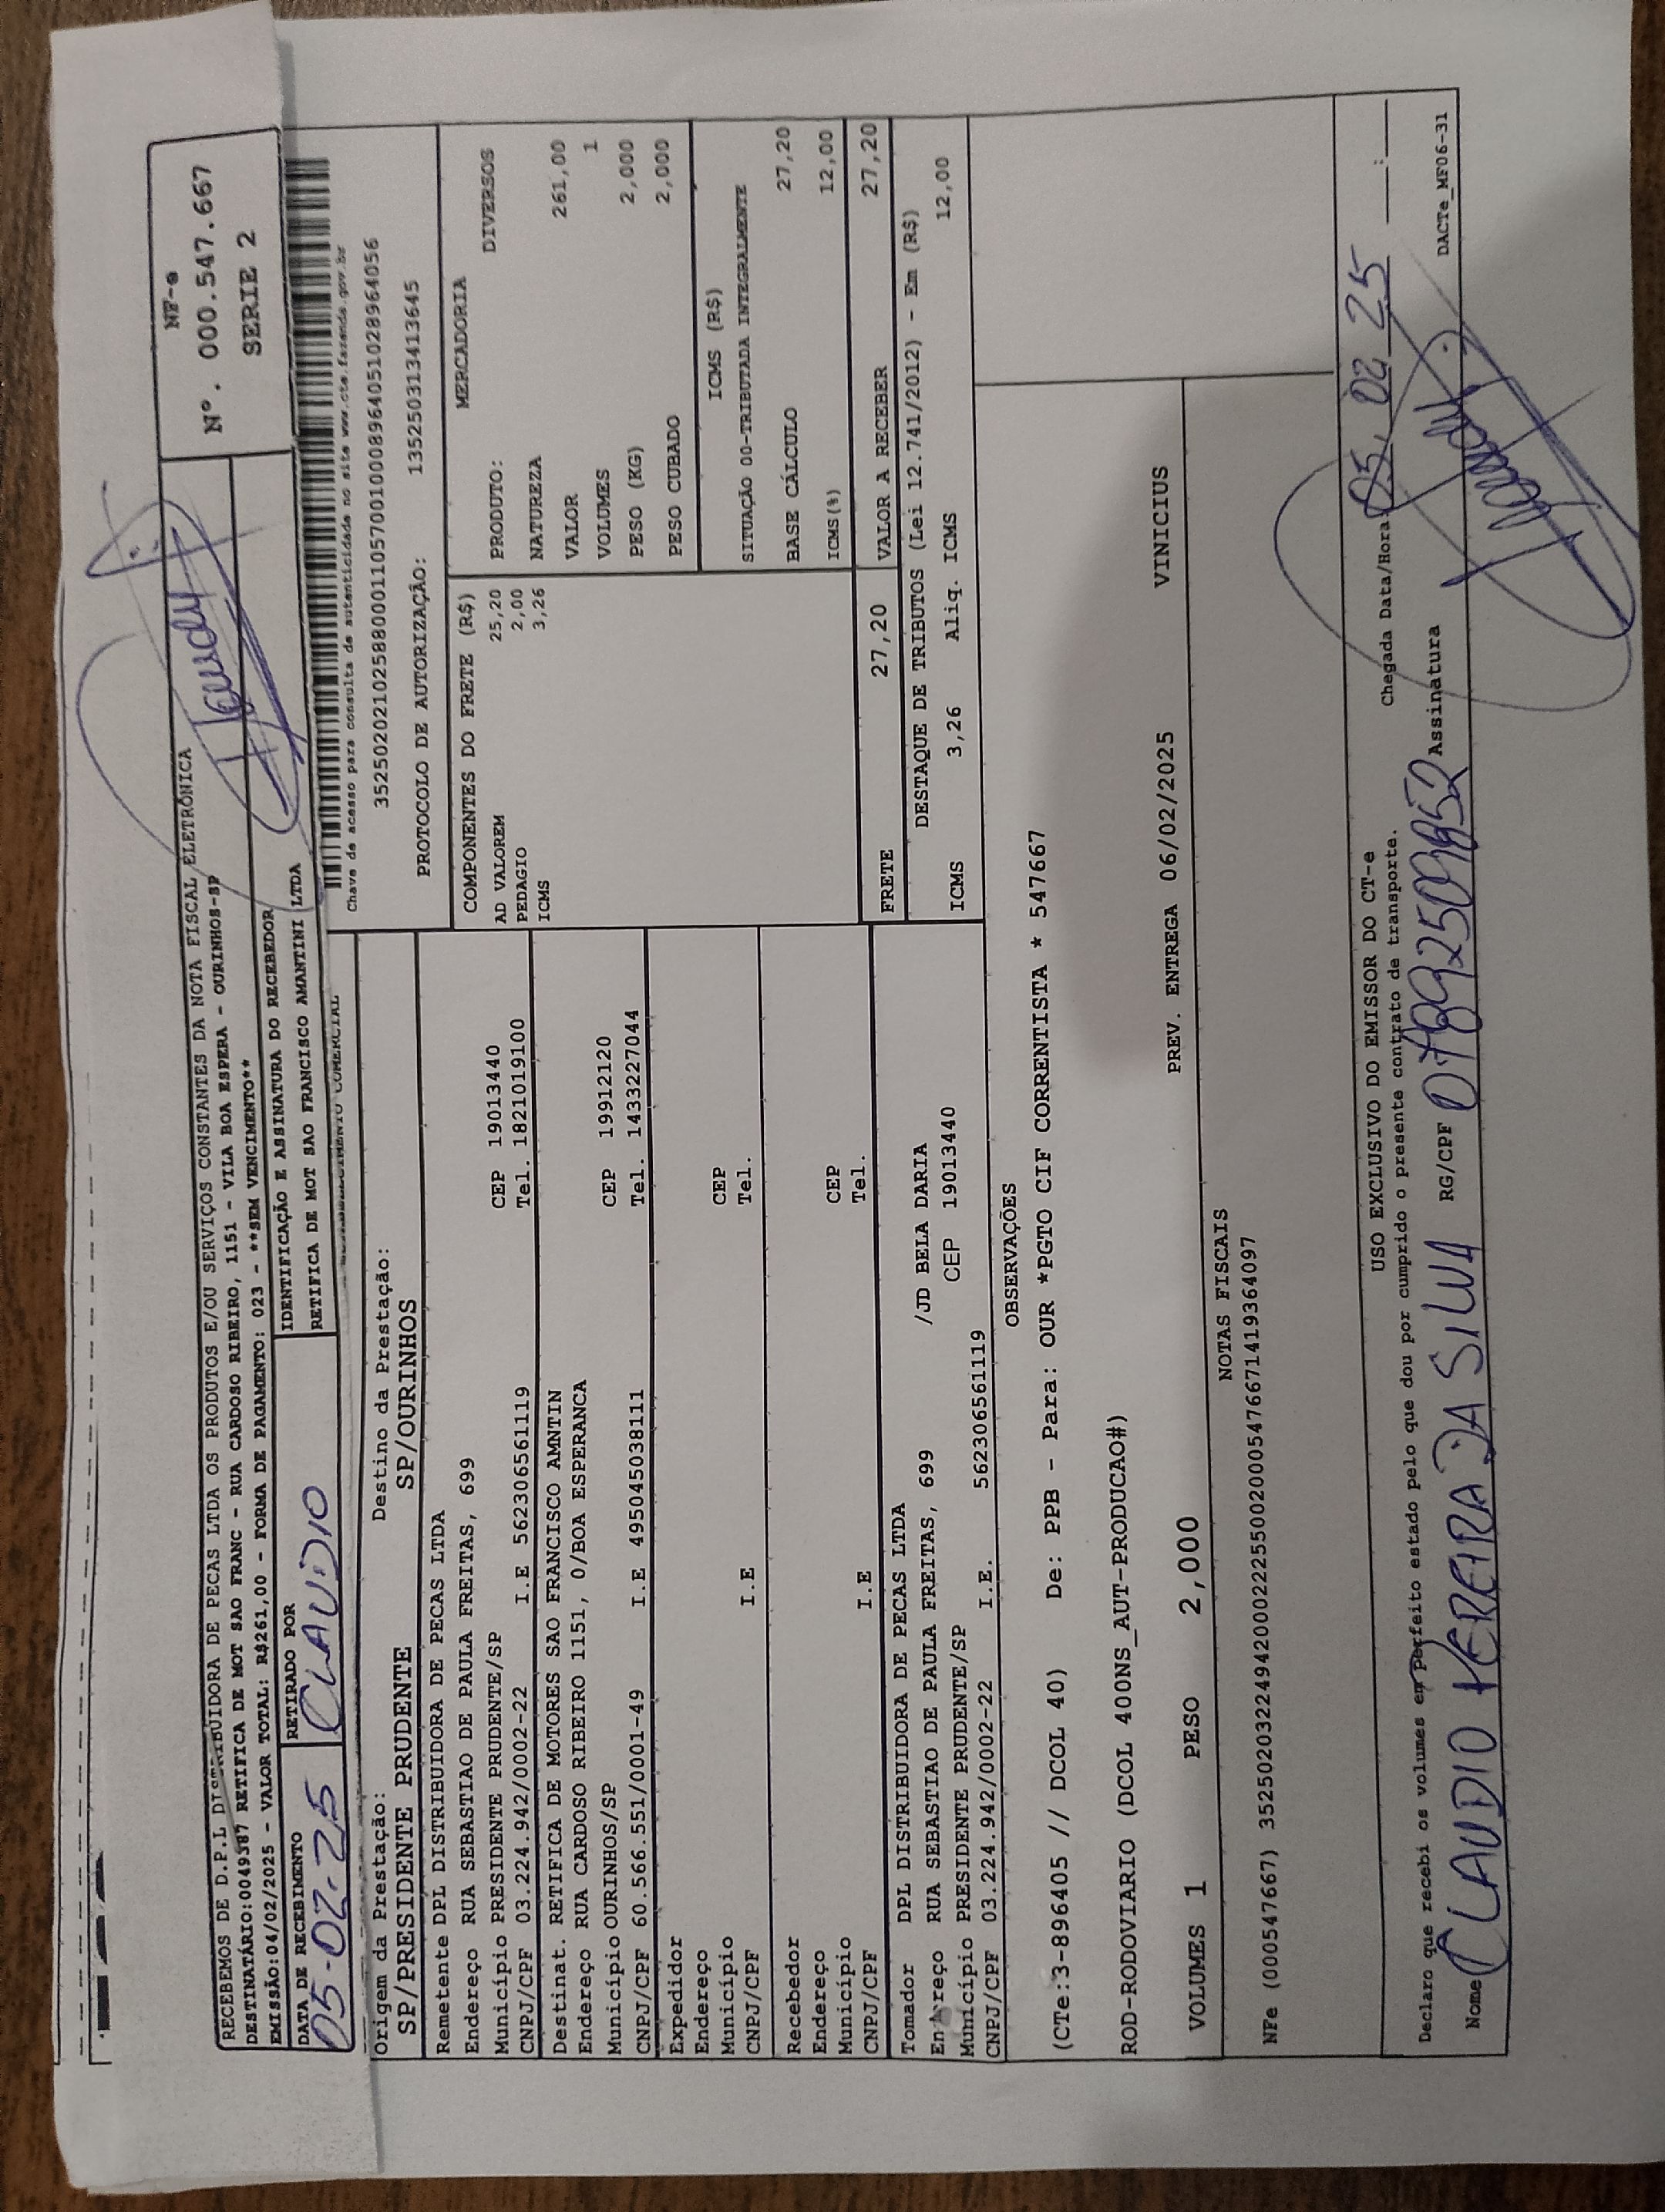 NF-e
Nº. 000.547.667
SERIE 2
RECEBEMOS DE D.P.L DISTRIBUIDORA DE PECAS LTDA OS PRODUTOS E/OU SERVIÇOS CONSTANTES DA NOTA FISCAL ELETRÔNICA
DESTINATÁRIO:0049387 RETIFICA DE MOT SAO FRANC - RUA CARDOSO RIBEIRO, 1151 - VILA BOA ESPERA - OURINHOS-SP
EMISSÃO:04/02/2025 - VALOR TOTAL: R$261,00 - FORMA DE PAGAMENTO: 023 - **SEM VENCIMENTO**
DATA DE RECEBIMENTO
05-02-25
RETIRADO POR
CLAUDIO
IDENTIFICAÇÃO E ASSINATURA DO RECEBEDOR
RETIFICA DE MOT SAO FRANCISCO AMANTINI LTDA
Chave de acesso para consulta de autenticidade no site www.cte.fazenda.gov.br
35250202102588000110570010008964051028964056
PROTOCOLO DE AUTORIZAÇÃO: 135250313413645
Origem da Prestação:
SP/PRESIDENTE PRUDENTE
Destino da Prestação:
SP/OURINHOS
Remetente DPL DISTRIBUIDORA DE PECAS LTDA
Endereço RUA SEBASTIAO DE PAULA FREITAS, 699
Município PRESIDENTE PRUDENTE/SP CEP 19013440
CNPJ/CPF 03.224.942/0002-22 I.E 562306561119 Tel. 1821019100
Destinat. RETIFICA DE MOTORES SAO FRANCISCO AMNTIN
Endereço RUA CARDOSO RIBEIRO 1151, 0/BOA ESPERANCA
Município OURINHOS/SP CEP 19912120
CNPJ/CPF 60.566.551/0001-49 I.E 495045038111 Tel. 1433227044
Expedidor
Endereço
Município CEP
CNPJ/CPF I.E Tel.
Recebedor
Endereço
Município CEP
CNPJ/CPF I.E Tel.
Tomador DPL DISTRIBUIDORA DE PECAS LTDA
Endereço RUA SEBASTIAO DE PAULA FREITAS, 699 /JD BELA DARIA
Município PRESIDENTE PRUDENTE/SP CEP 19013440
CNPJ/CPF 03.224.942/0002-22 I.E. 562306561119
COMPONENTES DO FRETE (R$)
AD VALOREM 25,20
PEDAGIO 2,00
ICMS 3,26
FRETE 27,20
MERCADORIA
PRODUTO: DIVERSOS
NATUREZA
VALOR 261,00
VOLUMES 1
PESO (KG) 2,000
PESO CUBADO 2,000
ICMS (R$)
SITUAÇÃO 00-TRIBUTADA INTEGRALMENTE
BASE CÁLCULO 27,20
ICMS(%) 12,00
VALOR A RECEBER 27,20
DESTAQUE DE TRIBUTOS (Lei 12.741/2012) - Em (R$)
ICMS 3,26 Aliq. ICMS 12,00
OBSERVAÇÕES
(CTe:3-896405 // DCOL 40) De: PPB - Para: OUR *PGTO CIF CORRENTISTA * 547667
ROD-RODOVIARIO (DCOL 400NS_AUT-PRODUCAO#)
PREV. ENTREGA 06/02/2025 VINICIUS
VOLUMES 1 PESO 2,000
NOTAS FISCAIS
NFe (000547667) 35250203224942000222550020005476671419364097
USO EXCLUSIVO DO EMISSOR DO CT-e
Declaro que recebi os volumes em Perfeito estado pelo que dou por cumprido o presente contrato de transporte.
Chegada Data/Hora 05, 02 25 :
Nome CLAUDIO FERREIRA DA SILVA RG/CPF Assinatura
DACTe_MF06-31